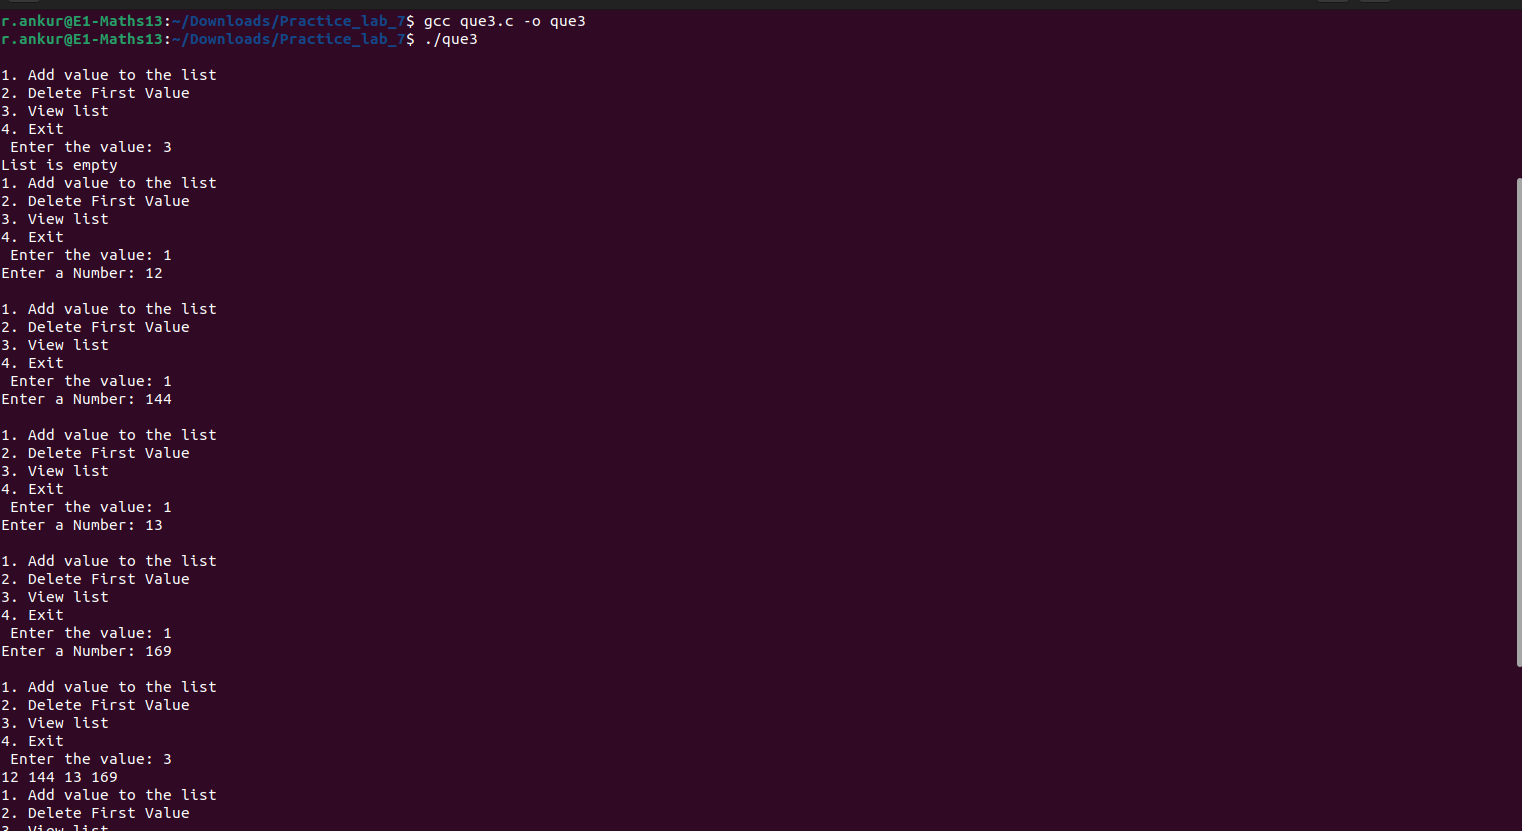 r.ankur@E1-Maths13:~/Downloads/Practice_lab_7$ gcc que3.c -o que3
r.ankur@E1-Maths13:~/Downloads/Practice_lab_7$ ./que3
1. Add value to the list
2. Delete First Value
3. View list
4. Exit
Enter the value: 3
List is empty
1. Add value to the list
2. Delete First Value
3. View list
4. Exit
Enter the value: 1
Enter a Number: 12
1. Add value to the list
2. Delete First Value
3. View list
4. Exit
Enter the value: 1
Enter a Number: 144
1. Add value to the list
2. Delete First Value
3. View list
4. Exit
Enter the value: 1
Enter a Number: 13
1. Add value to the list
2. Delete First Value
3. View list
4. Exit
Enter the value: 1
Enter a Number: 169
1. Add value to the list
2. Delete First Value
3. View list
4. Exit
Enter the value: 3
12 144 13 169
1. Add value to the list
2. Delete First Value
3. View list